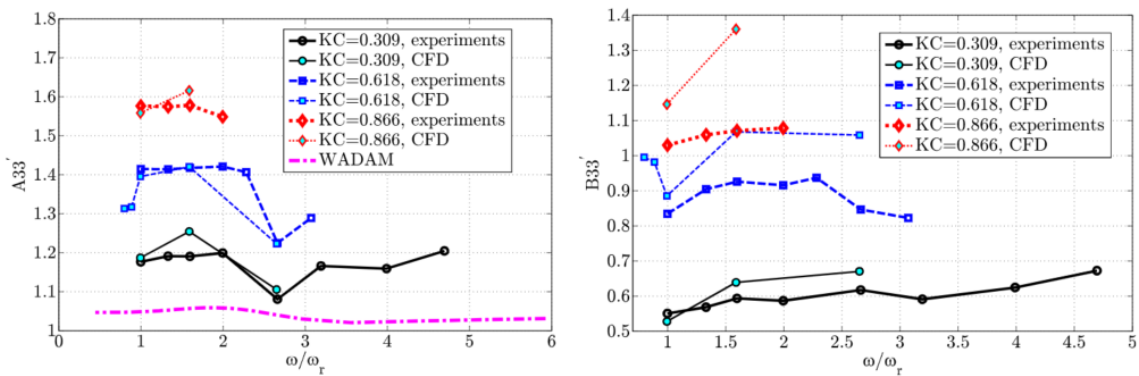 1.8
1.7
1.6
1.5
1.4
1.3
1.2
1.1
1
A33′
KC=0.309, experiments
KC=0.309, CFD
KC=0.618, experiments
KC=0.618, CFD
KC=0.866, experiments
KC=0.866, CFD
WADAM
0 1 2 3 4 5 6
ω/ωr
1.4
1.3
1.2
1.1
1
0.9
0.8
0.7
0.6
0.5
B33′
KC=0.309, experiments
KC=0.309, CFD
KC=0.618, experiments
KC=0.618, CFD
KC=0.866, experiments
KC=0.866, CFD
1 1.5 2 2.5 3 3.5 4 4.5 5
ω/ωr